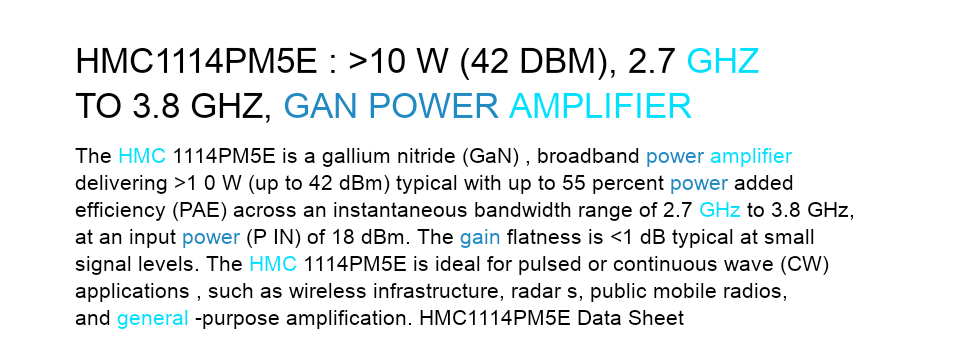 HMC1114PM5E : >10 W (42 DBM), 2.7 GHZ
TO 3.8 GHZ, GAN POWER AMPLIFIER
The HMC 1114PM5E is a gallium nitride (GaN) , broadband power amplifier
delivering >1 0 W (up to 42 dBm) typical with up to 55 percent power added
efficiency (PAE) across an instantaneous bandwidth range of 2.7 GHz to 3.8 GHz,
at an input power (P IN) of 18 dBm. The gain flatness is <1 dB typical at small
signal levels. The HMC 1114PM5E is ideal for pulsed or continuous wave (CW)
applications , such as wireless infrastructure, radar s, public mobile radios,
and general -purpose amplification. HMC1114PM5E Data Sheet